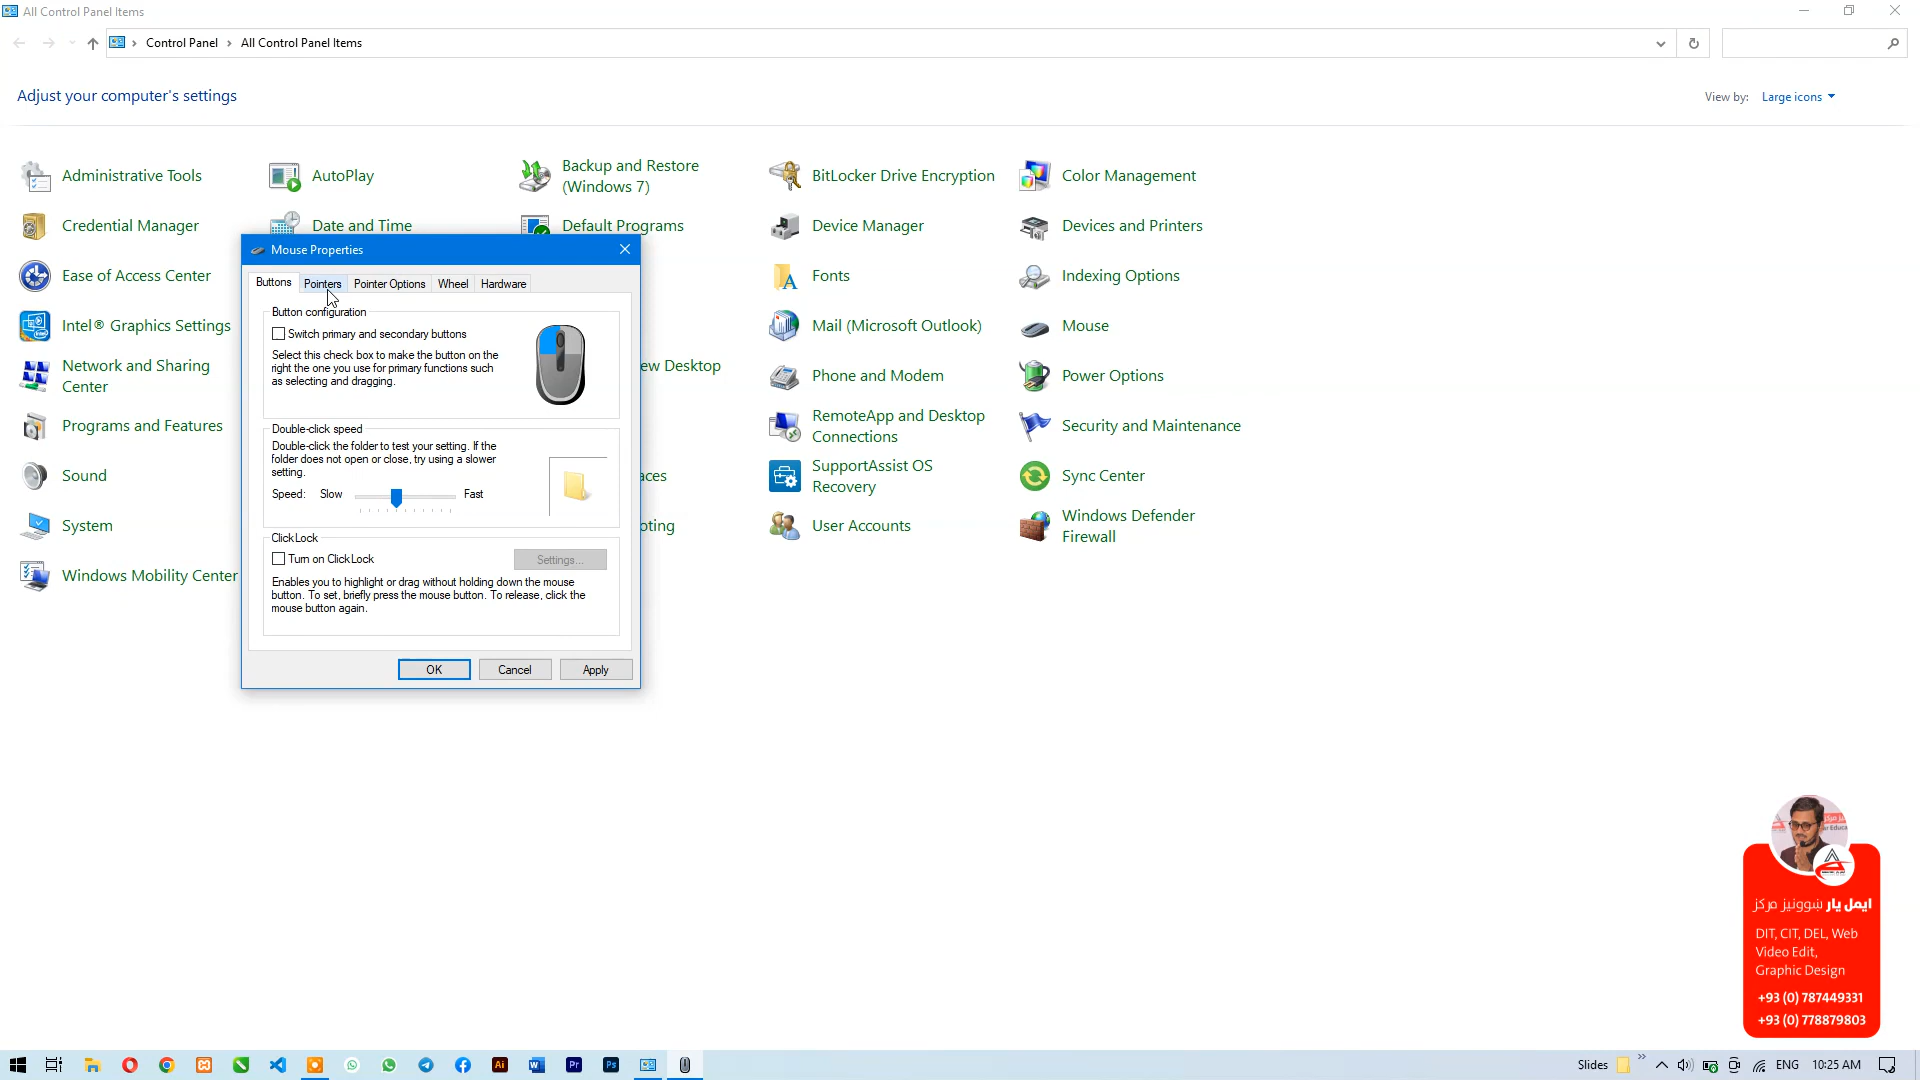 All Control Panel Items
Control Panel › All Control Panel Items
Adjust your computer's settings
View by: Large icons
Administrative Tools
AutoPlay
Backup and Restore
(Windows 7)
BitLocker Drive Encryption
Color Management
Credential Manager
Date and Time
Default Programs
Device Manager
Devices and Printers
Ease of Access Center
Fonts
Indexing Options
Intel® Graphics Settings
Mail (Microsoft Outlook)
Mouse
Network and Sharing
Center
ew Desktop
Phone and Modem
Power Options
Programs and Features
RemoteApp and Desktop
Connections
Security and Maintenance
Sound
aces
SupportAssist OS
Recovery
Sync Center
System
oting
User Accounts
Windows Defender
Firewall
Windows Mobility Center
Mouse Properties
Buttons Pointers Pointer Options Wheel Hardware
Button configuration
Switch primary and secondary buttons
Select this check box to make the button on the
right the one you use for primary functions such
as selecting and dragging.
Double-click speed
Double-click the folder to test your setting. If the
folder does not open or close, try using a slower
setting.
Speed: Slow Fast
ClickLock
Turn on ClickLock
Settings...
Enables you to highlight or drag without holding down the mouse
button. To set, briefly press the mouse button. To release, click the
mouse button again.
OK Cancel Apply
ايمل يار ښوونيز مرکز
DIT, CIT, DEL, Web
Video Edit,
Graphic Design
+93 (0) 787449331
+93 (0) 778879803
Slides » ENG 10:25 AM